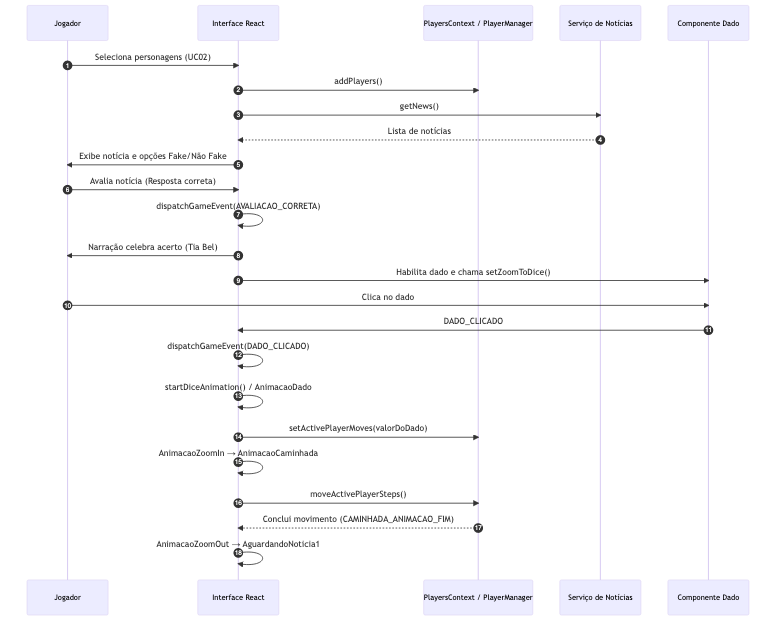 Jogador
Interface React
PlayersContext / PlayerManager
Serviço de Notícias
Componente Dado
Seleciona personagens (UC02)
1
addPlayers()
2
getNews()
3
Lista de notícias
4
Exibe notícia e opções Fake/Não Fake
5
Avalia notícia (Resposta correta)
6
dispatchGameEvent(AVALIACAO_CORRETA)
7
Narração celebra acerto (Tia Bel)
8
Habilita dado e chama setZoomToDice()
9
Clica no dado
10
DADO_CLICADO
11
dispatchGameEvent(DADO_CLICADO)
12
startDiceAnimation() / AnimacaoDado
13
setActivePlayerMoves(valorDoDado)
14
AnimacaoZoomIn → AnimacaoCaminhada
15
moveActivePlayerSteps()
16
Conclui movimento (CAMINHADA_ANIMACAO_FIM)
17
AnimacaoZoomOut → AguardandoNoticia1
18
Jogador
Interface React
PlayersContext / PlayerManager
Serviço de Notícias
Componente Dado